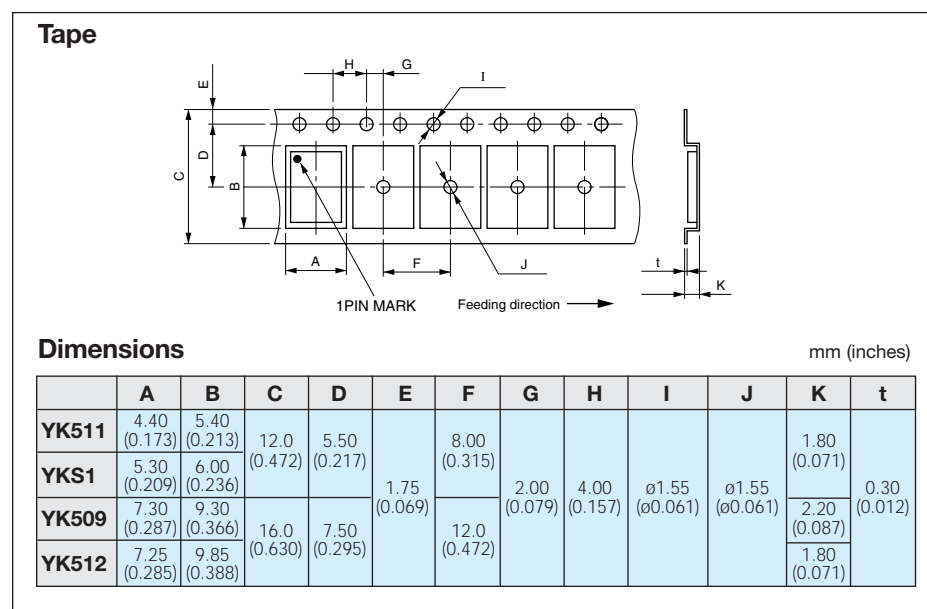 Tape
H G I
E
D
C
B
A F J
t
K
1PIN MARK Feeding direction
Dimensions mm (inches)
A B C D E F G H I J K t
YK511 4.40 (0.173) 5.40 (0.213) 12.0 (0.472) 5.50 (0.217) 1.75 (0.069) 8.00 (0.315) 2.00 (0.079) 4.00 (0.157) ø1.55 (ø0.061) ø1.55 (ø0.061) 1.80 (0.071) 0.30 (0.012)
YKS1 5.30 (0.209) 6.00 (0.236)
YK509 7.30 (0.287) 9.30 (0.366) 16.0 (0.630) 7.50 (0.295) 12.0 (0.472) 2.20 (0.087)
YK512 7.25 (0.285) 9.85 (0.388) 1.80 (0.071)